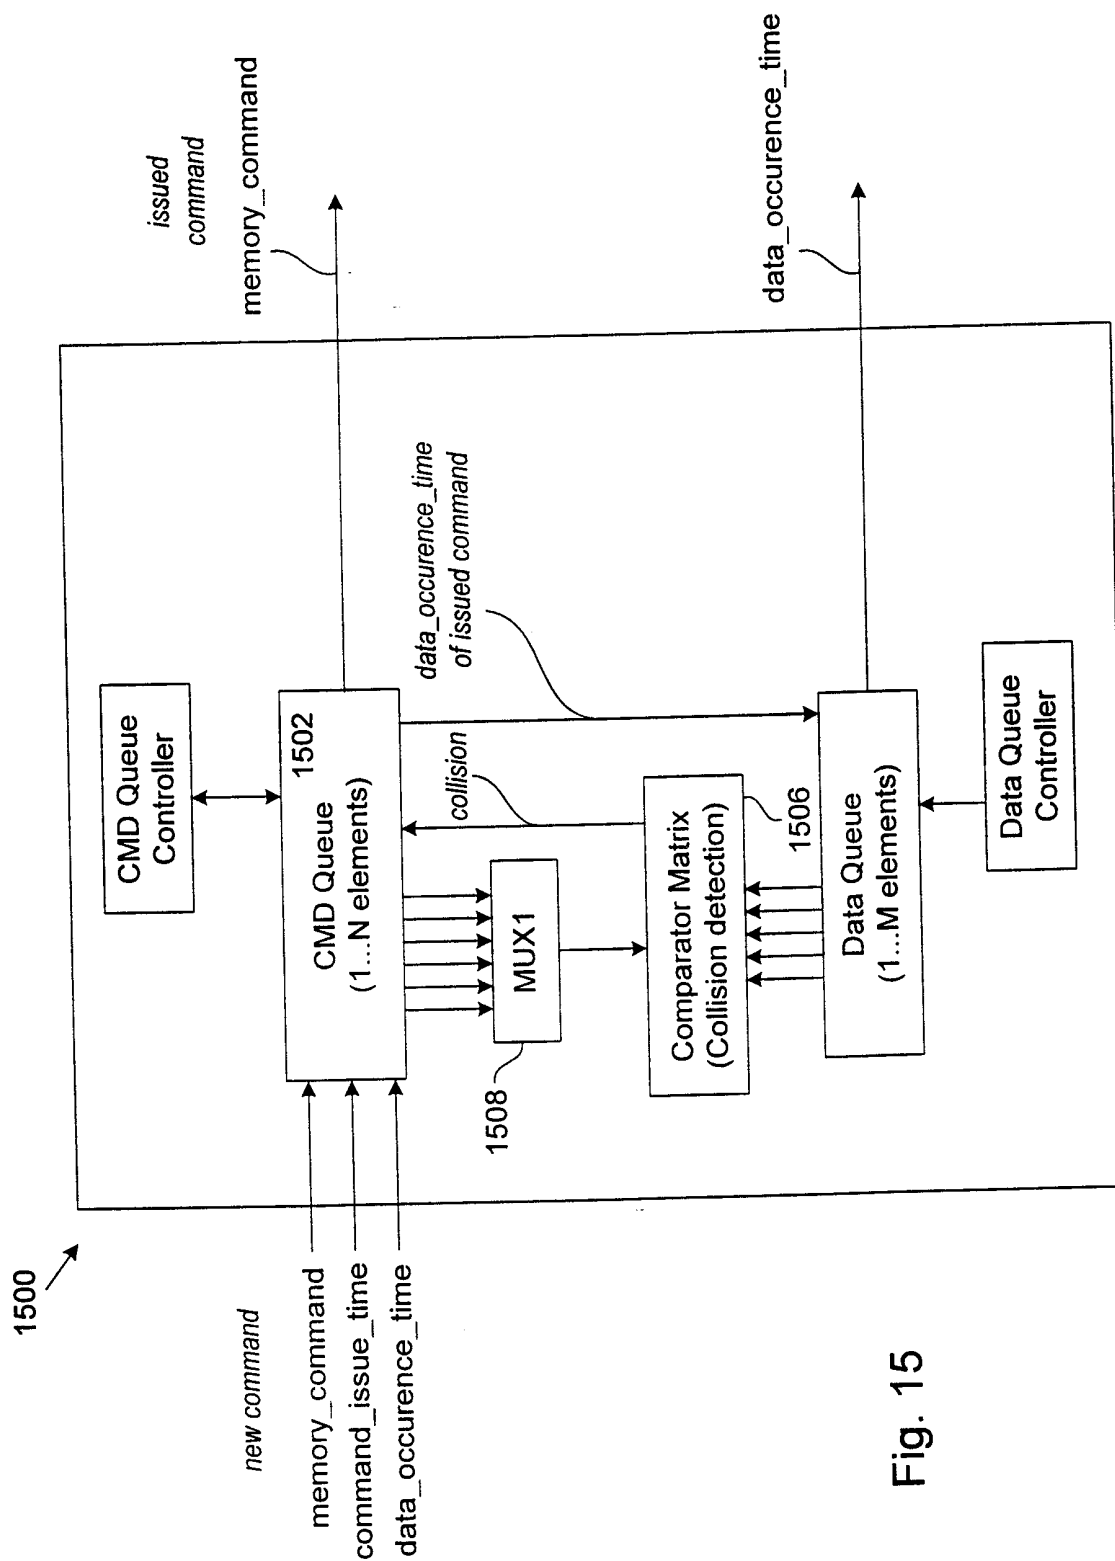 1500
new command
memory_command
command_issue_time
data_occurence_time
CMD Queue
Controller
1502
CMD Queue
(1...N elements)
issued
command
memory_command
1508
MUX1
collision
data_occurence_time
of issued command
Comparator Matrix
(Collision detection)
1506
Data Queue
(1...M elements)
data_occurence_time
Data Queue
Controller
Fig. 15